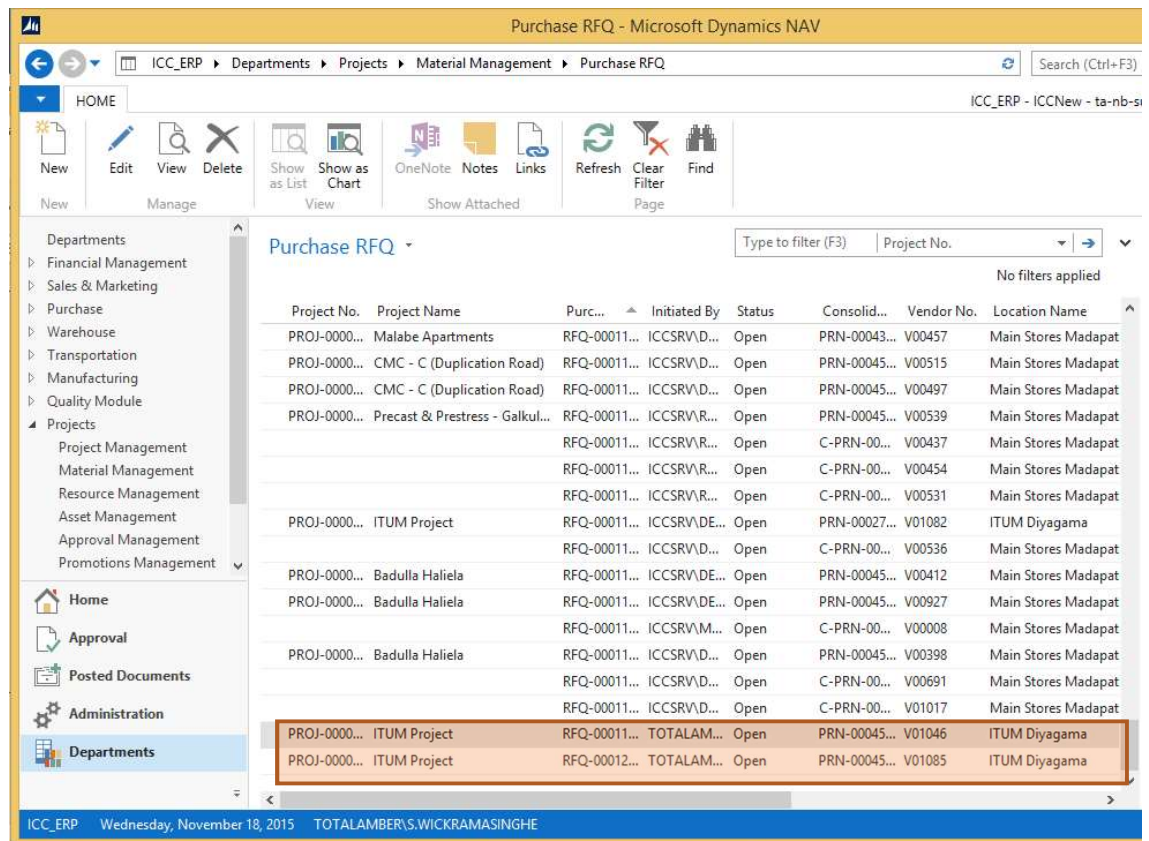 Purchase RFQ - Microsoft Dynamics NAV
ICC_ERP Departments Projects Material Management Purchase RFQ Search (Ctrl+F3)
HOME ICC_ERP - ICCNew - ta-nb-su
New Edit View Delete Show as List Show as Chart OneNote Notes Links Refresh Clear Filter Find
New Manage View Show Attached Page
Departments
Financial Management
Sales & Marketing
Purchase
Warehouse
Transportation
Manufacturing
Quality Module
Projects
Project Management
Material Management
Resource Management
Asset Management
Approval Management
Promotions Management
Home
Approval
Posted Documents
Administration
Departments
Purchase RFQ Type to filter (F3) Project No.
No filters applied
Project No. Project Name Purc... Initiated By Status Consolid... Vendor No. Location Name
PROJ-0000... Malabe Apartments RFQ-00011... ICCSRV\D... Open PRN-00043... V00457 Main Stores Madapat
PROJ-0000... CMC - C (Duplication Road) RFQ-00011... ICCSRV\D... Open PRN-00045... V00515 Main Stores Madapat
PROJ-0000... CMC - C (Duplication Road) RFQ-00011... ICCSRV\D... Open PRN-00045... V00497 Main Stores Madapat
PROJ-0000... Precast & Prestress - Galkul... RFQ-00011... ICCSRV\R... Open PRN-00045... V00539 Main Stores Madapat
RFQ-00011... ICCSRV\R... Open C-PRN-00... V00437 Main Stores Madapat
RFQ-00011... ICCSRV\R... Open C-PRN-00... V00454 Main Stores Madapat
RFQ-00011... ICCSRV\R... Open C-PRN-00... V00531 Main Stores Madapat
PROJ-0000... ITUM Project RFQ-00011... ICCSRV\DE... Open PRN-00027... V01082 ITUM Diyagama
RFQ-00011... ICCSRV\D... Open C-PRN-00... V00536 Main Stores Madapat
PROJ-0000... Badulla Haliela RFQ-00011... ICCSRV\DE... Open PRN-00045... V00412 Main Stores Madapat
PROJ-0000... Badulla Haliela RFQ-00011... ICCSRV\DE... Open PRN-00045... V00927 Main Stores Madapat
RFQ-00011... ICCSRV\M... Open C-PRN-00... V00008 Main Stores Madapat
PROJ-0000... Badulla Haliela RFQ-00011... ICCSRV\D... Open PRN-00045... V00398 Main Stores Madapat
RFQ-00011... ICCSRV\D... Open C-PRN-00... V00691 Main Stores Madapat
RFQ-00011... ICCSRV\D... Open C-PRN-00... V01017 Main Stores Madapat
PROJ-0000... ITUM Project RFQ-00011... TOTALAM... Open PRN-00045... V01046 ITUM Diyagama
PROJ-0000... ITUM Project RFQ-00012... TOTALAM... Open PRN-00045... V01085 ITUM Diyagama
ICC_ERP Wednesday, November 18, 2015 TOTALAMBER\S.WICKRAMASINGHE